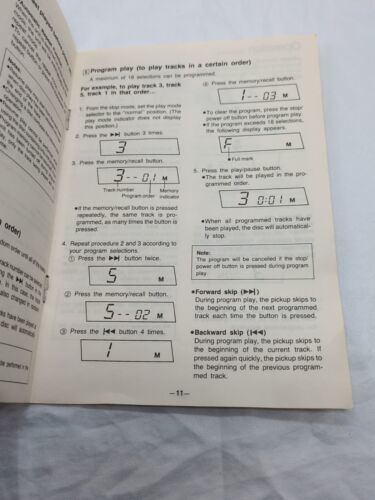 5 Program play (to play tracks in a certain order)
A maximum of 18 selections can be programmed.
For example, to play track 3, track
5, track 1 in that order...
1. From the stop mode, set the play mode
selector to the "normal" position. (The
play mode indicator does not display
this position.)
2. Press the ▶▶| button 3 times.
3
3. Press the memory/recall button.
3--01 M
Track number
Program order
Memory
indicator
●If the memory/recall button is pressed
repeatedly, the same track is pro-
grammed, as many times the button is
pressed.
4. Repeat procedure 2 and 3 according to
your program selections.
① Press the ▶▶| button twice.
5 M
② Press the memory/recall button.
5--02 M
③ Press the |◀◀ button 4 times.
1 M
④ Press the memory/recall button.
1--03 M
●To clear the program, press the stop/
power off button before program play.
●If the program exceeds 18 selections,
the following display appears.
F M
Full mark
5. Press the play/pause button.
●The track will be played in the pro-
grammed order.
3 0:01 M
●When all programmed tracks have
been played, the disc will automatical-
ly stop.
Note:
The program will be cancelled if the stop/
power off button is pressed during program
play.
●Forward skip (▶▶|)
During program play, the pickup skips to
the beginning of the next programmed
track each time the button is pressed.
●Backward skip (|◀◀)
During program play, the pickup skips to
the beginning of the current track. If
pressed again quickly, the pickup skips to
the beginning of the previous program-
med track.
—11—